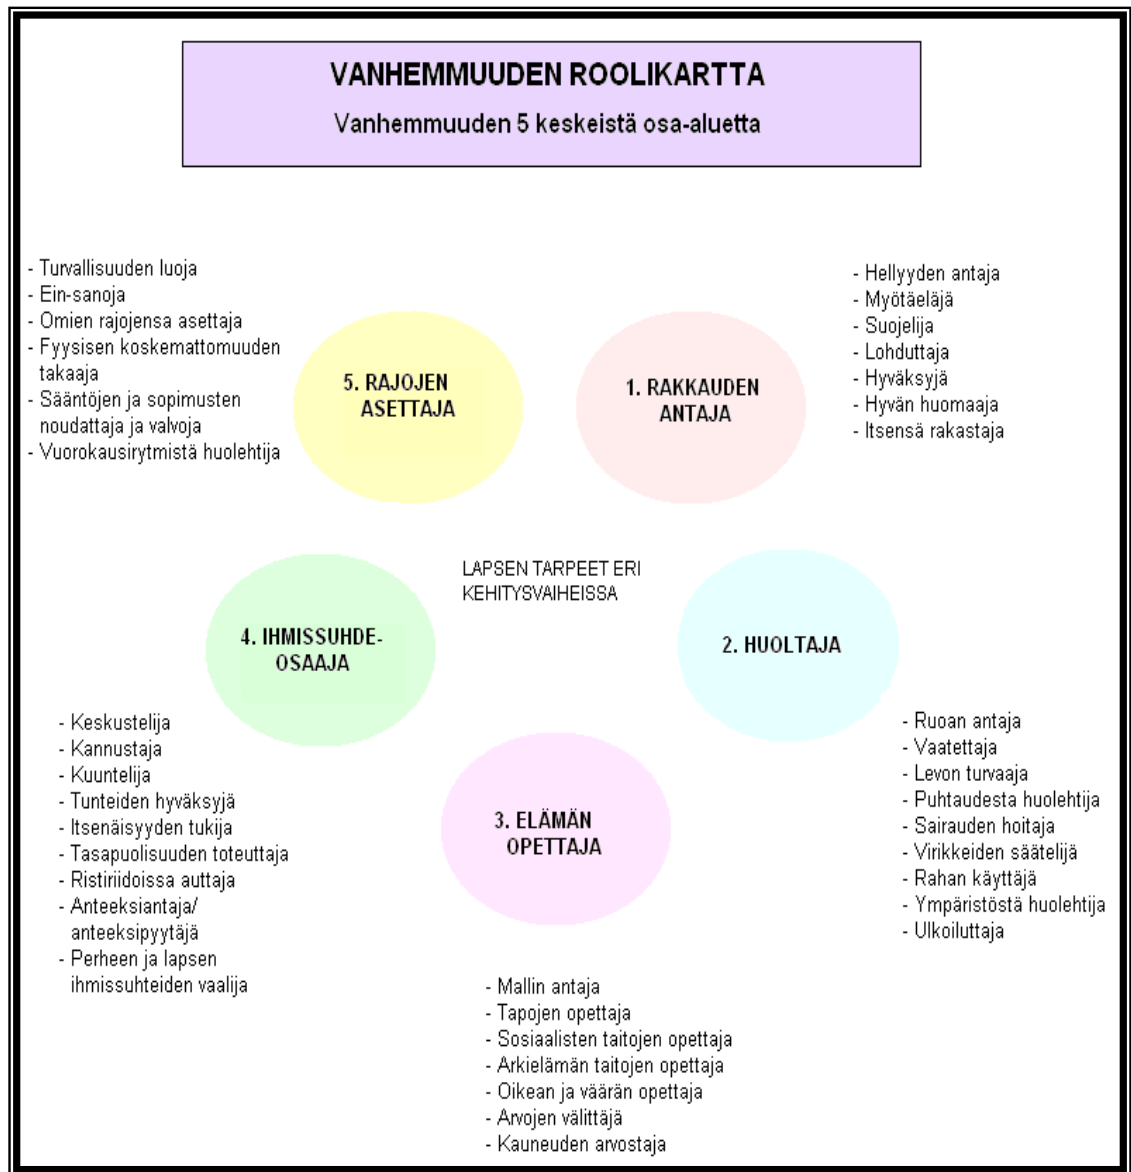 VANHEMMUUDEN ROOLIKARTTA
Vanhemmuuden 5 keskeistä osa-aluetta
- Turvallisuuden luoja
- Ein-sanoja
- Omien rajojensa asettaja
- Fyysisen koskemattomuuden
takaaja
- Sääntöjen ja sopimusten
noudattaja ja valvoja
- Vuorokausirytmistä huolehtija
5. RAJOJEN
ASETTAJA
1. RAKKAUDEN
ANTAJA
- Hellyyden antaja
- Myötäeläjä
- Suojelija
- Lohduttaja
- Hyväksyjä
- Hyvän huomaaja
- Itsensä rakastaja
LAPSEN TARPEET ERI
KEHITYSVAIHEISSA
4. IHMISSUHDE-
OSAAJA
2. HUOLTAJA
- Keskustelija
- Kannustaja
- Kuuntelija
- Tunteiden hyväksyjä
- Itsenäisyyden tukija
- Tasapuolisuuden toteuttaja
- Ristiriidoissa auttaja
- Anteeksiantaja/
anteeksipyytäjä
- Perheen ja lapsen
ihmissuhteiden vaalija
3. ELÄMÄN
OPETTAJA
- Ruoan antaja
- Vaatettaja
- Levon turvaaja
- Puhtaudesta huolehtija
- Sairauden hoitaja
- Virikkeiden säätelijä
- Rahan käyttäjä
- Ympäristöstä huolehtija
- Ulkoiluttaja
- Mallin antaja
- Tapojen opettaja
- Sosiaalisten taitojen opettaja
- Arkielämän taitojen opettaja
- Oikean ja väärän opettaja
- Arvojen välittäjä
- Kauneuden arvostaja